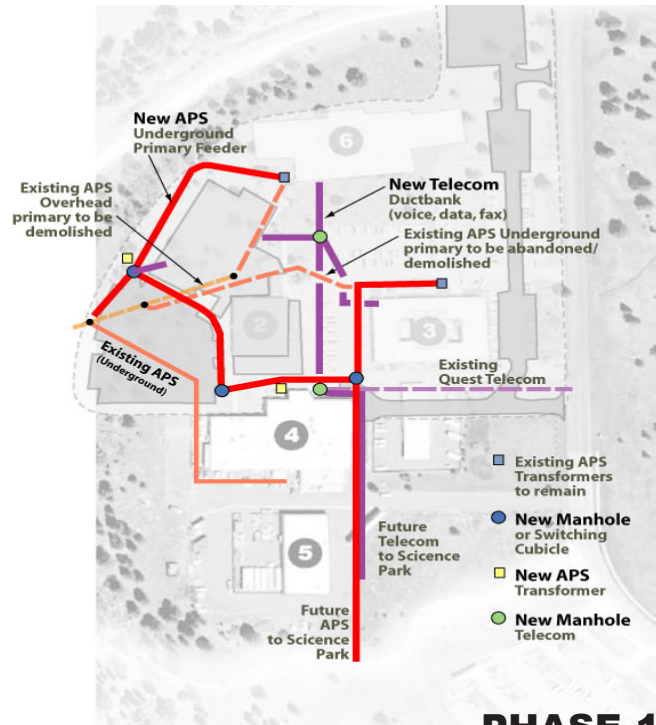 New APS
Underground
Primary Feeder
6
Existing APS
Overhead
primary to be
demolished
New Telecom
Ductbank
(voice, data, fax)
Existing APS Underground
primary to be abandoned/
demolished
2
3
Existing APS
(Underground)
Existing
Quest Telecom
4
Existing APS
Transformers
to remain
New Manhole
or Switching
Cubicle
5
Future
Telecom
to Scicence
Park
New APS
Transformer
Future
APS
to Scicence
Park
New Manhole
Telecom
PHASE 1